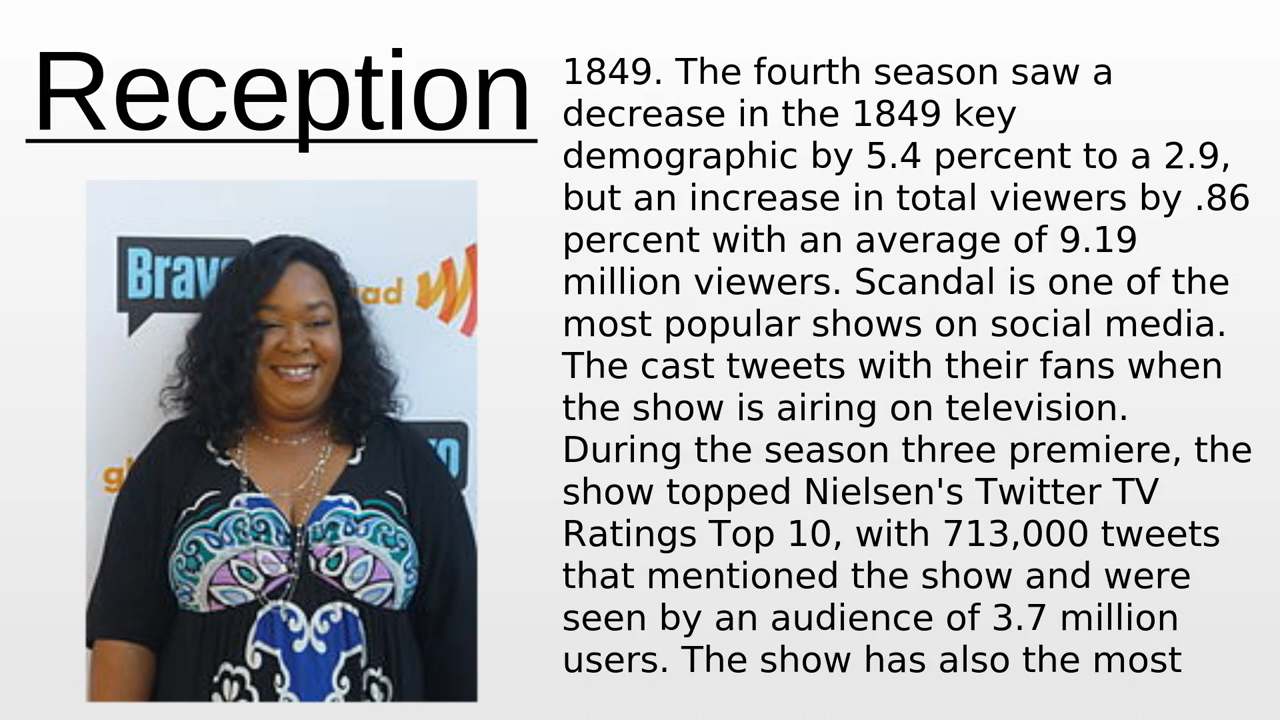 Reception
1849. The fourth season saw a
decrease in the 1849 key
demographic by 5.4 percent to a 2.9,
but an increase in total viewers by .86
percent with an average of 9.19
million viewers. Scandal is one of the
most popular shows on social media.
The cast tweets with their fans when
the show is airing on television.
During the season three premiere, the
show topped Nielsen's Twitter TV
Ratings Top 10, with 713,000 tweets
that mentioned the show and were
seen by an audience of 3.7 million
users. The show has also the most
Brav